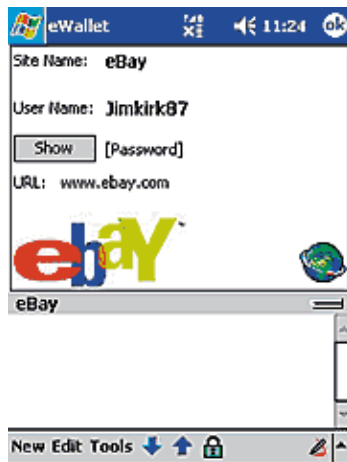 eWallet 11:24 ok
Site Name: eBay
User Name: Jimkirk87
Show [Password]
URL: www.ebay.com
ebaY
eBay
New Edit Tools